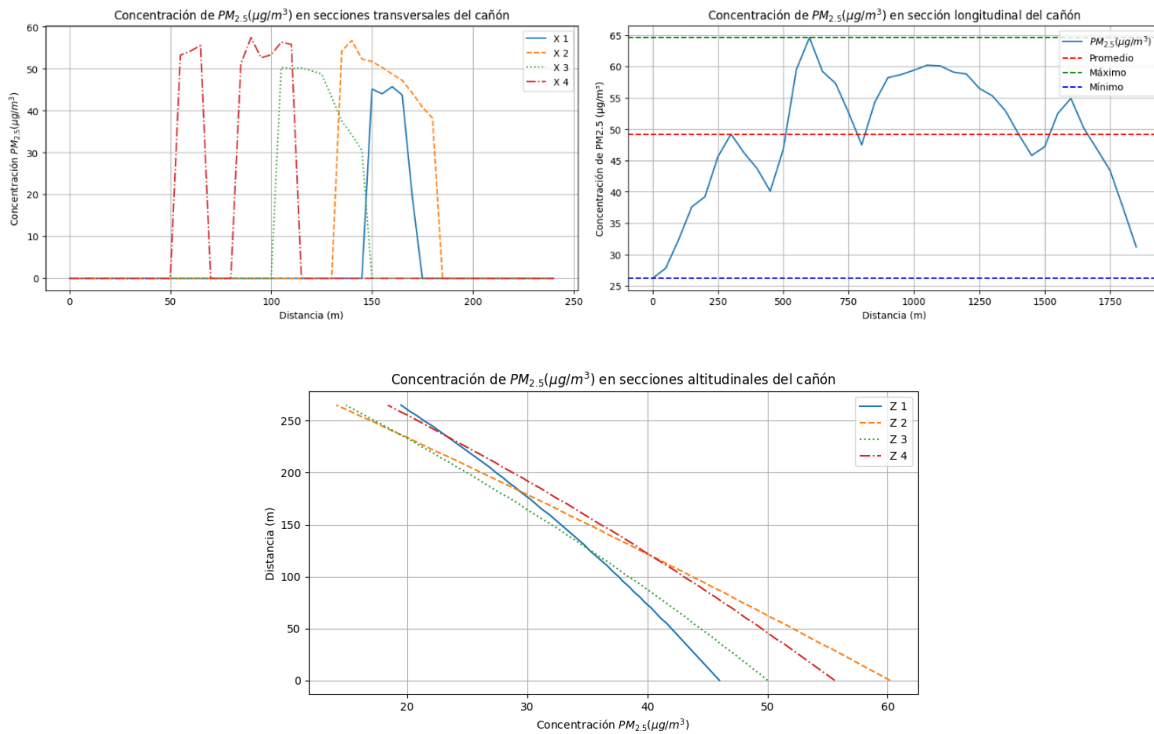 Concentración de PM2.5(μg/m³) en secciones transversales del cañón
Concentración PM2.5(μg/m³)
60
50
40
30
20
10
0
0
50
100
150
200
250
Distancia (m)
X 1
X 2
X 3
X 4
Concentración de PM2.5(μg/m³) en sección longitudinal del cañón
Concentración de PM2.5 (μg/m³)
65
60
55
50
45
40
35
30
25
0
250
500
750
1000
1250
1500
1750
Distancia (m)
PM2.5(μg/m³)
Promedio
Máximo
Mínimo
Concentración de PM2.5(μg/m³) en secciones altitudinales del cañón
Distancia (m)
250
200
150
100
50
0
20
30
40
50
60
Concentración PM2.5(μg/m³)
Z 1
Z 2
Z 3
Z 4